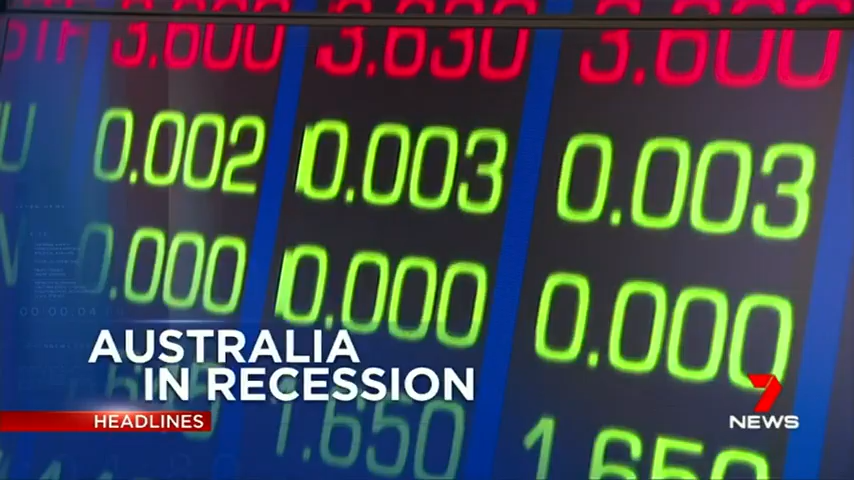 3.600 3.630 3.600
U 0.002 0.003 0.003
0.000 0.000 0.000
AUSTRALIA
IN RECESSION
1.650 1.650
HEADLINES
7 NEWS